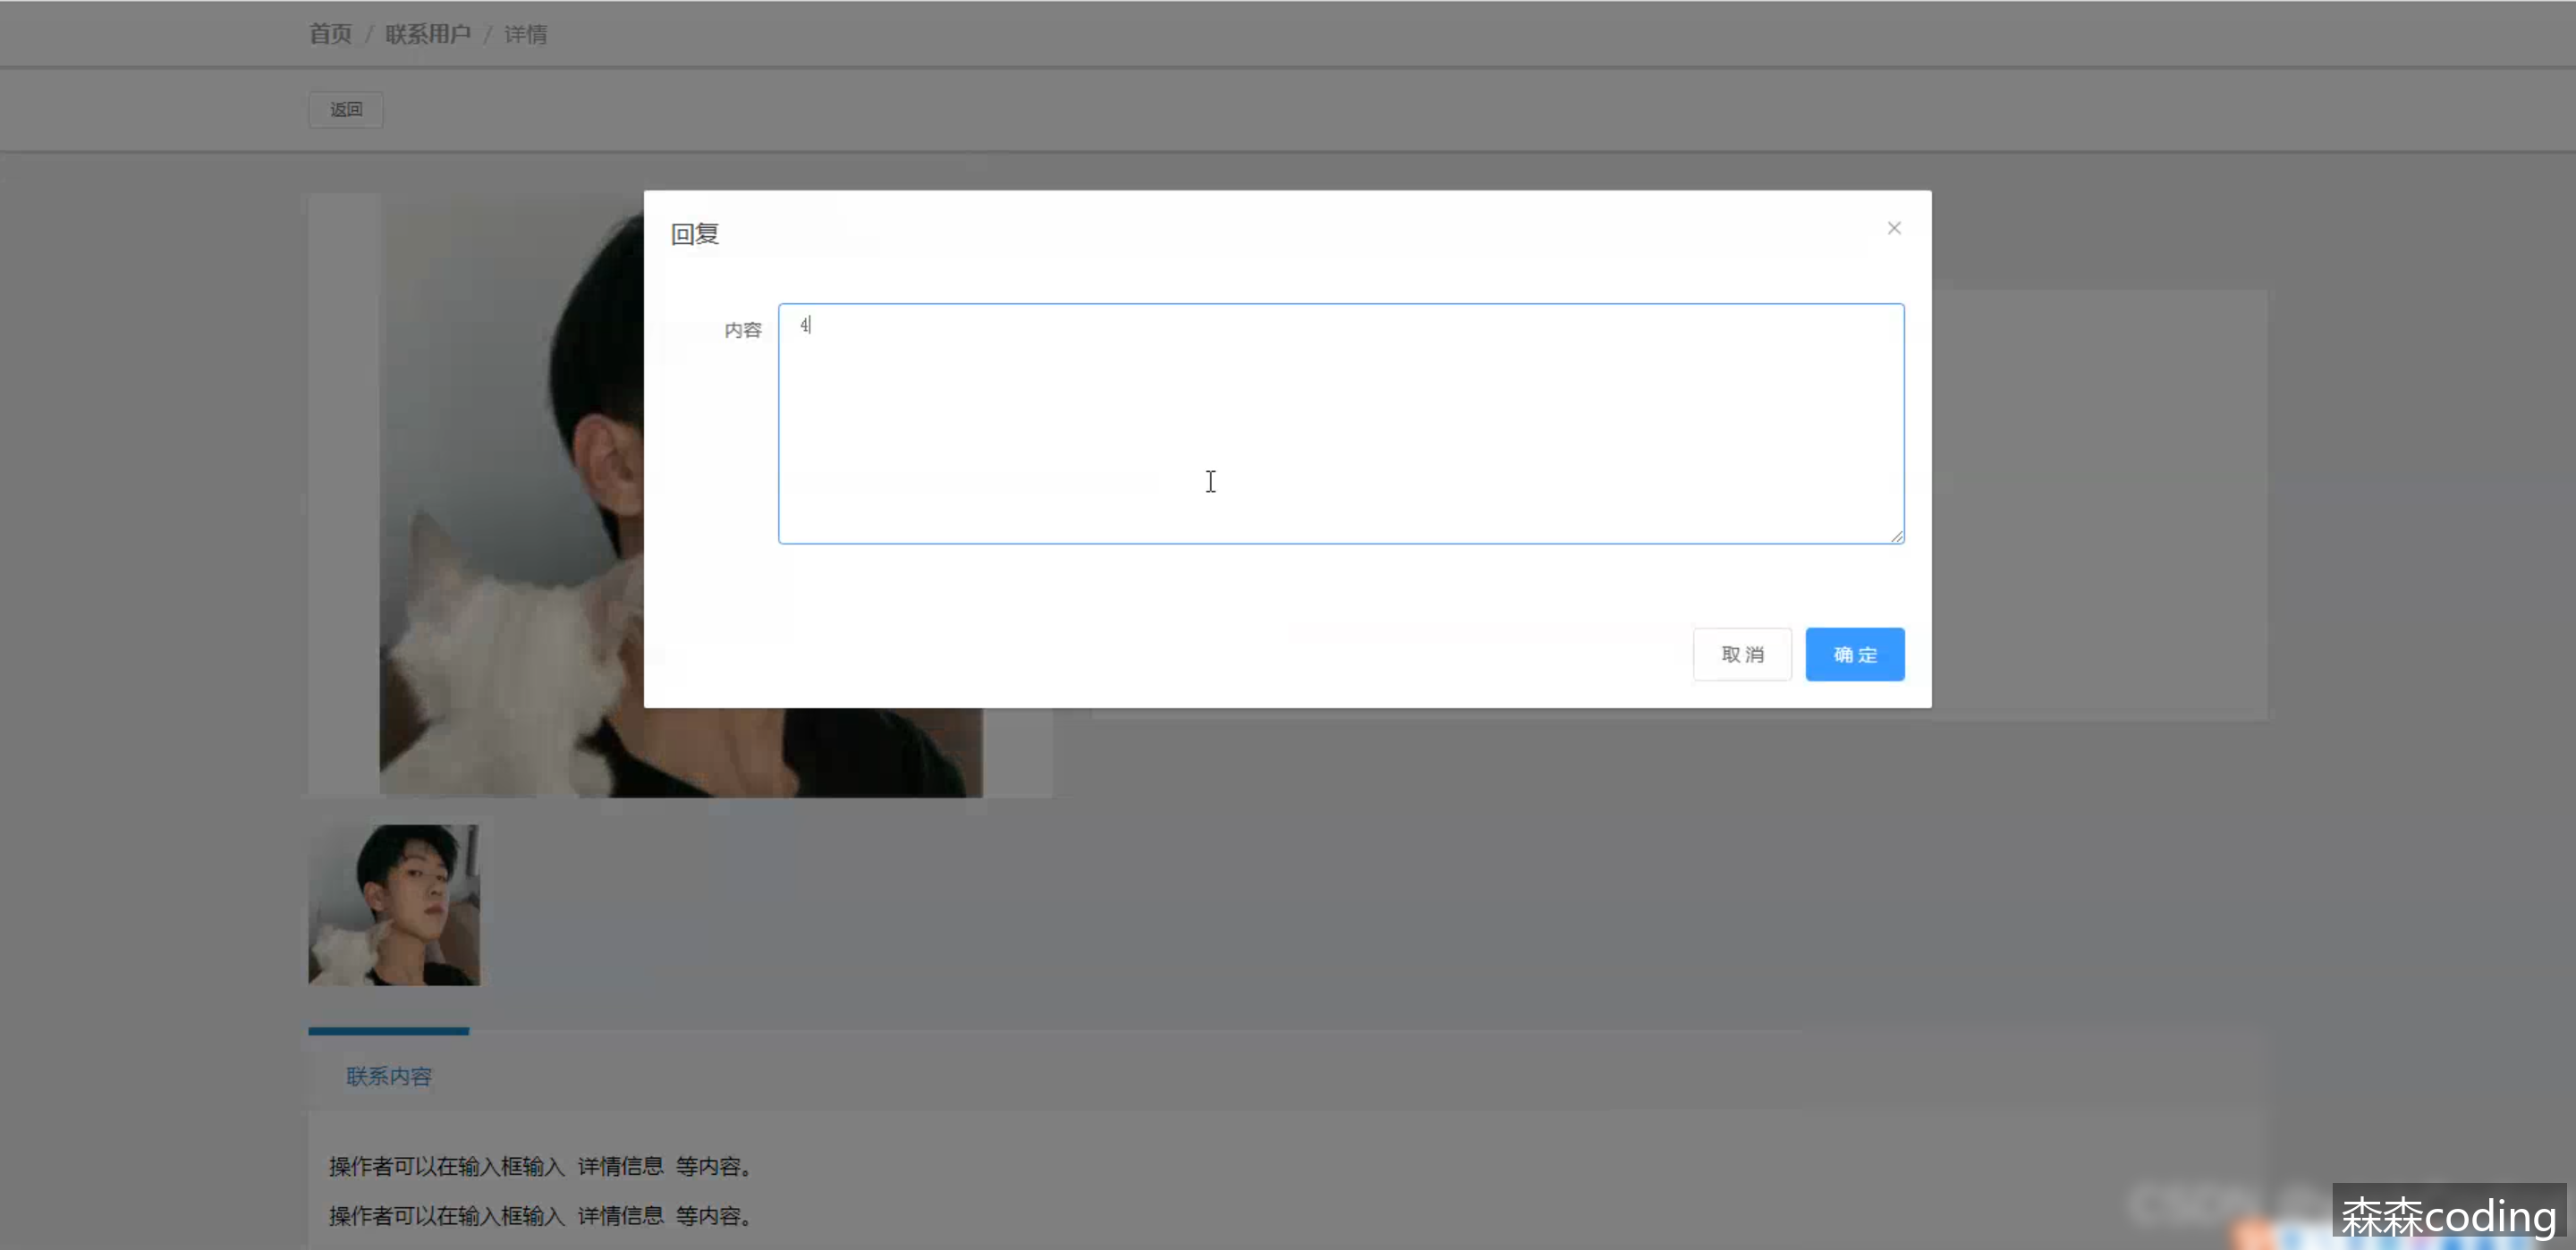 首页 / 联系用户 / 详情
返回
回复
内容 4
取消 确定
联系内容
操作者可以在输入框输入 详情信息 等内容。
操作者可以在输入框输入 详情信息 等内容。
森森coding